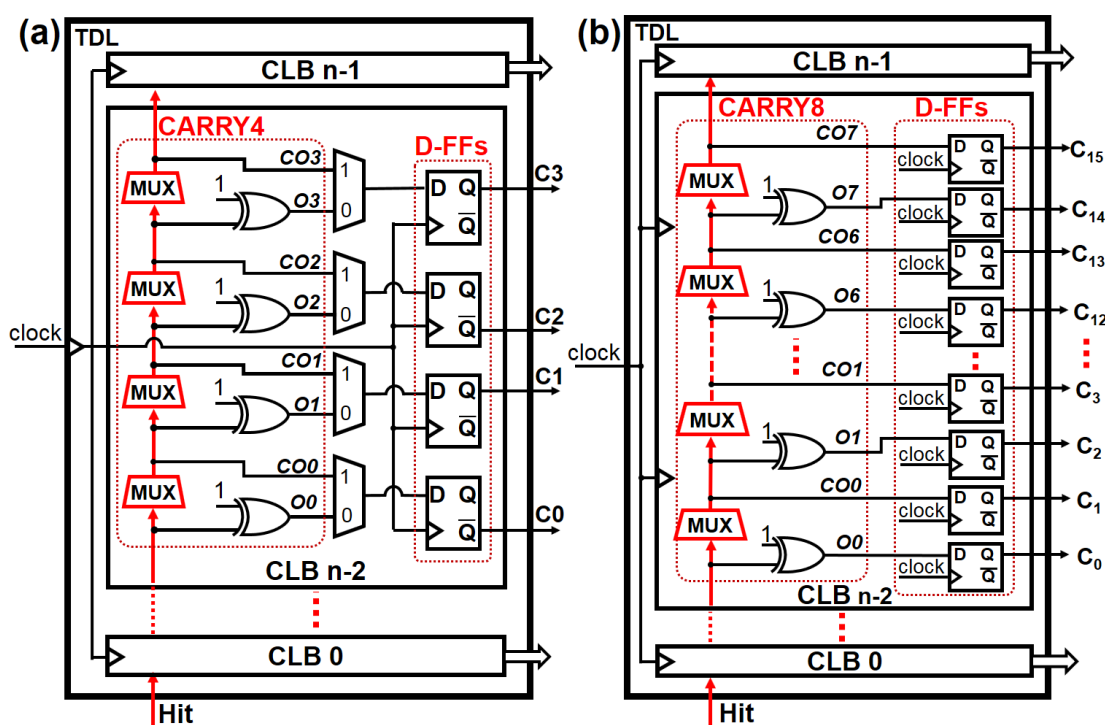 (a)
TDL
CLB n-1
CARRY4
D-FFs
CO3
1
MUX
1
O3
0
D Q
Q
C3
CO2
1
MUX
1
O2
0
D Q
Q
C2
clock
CO1
1
MUX
1
O1
0
D Q
Q
C1
CO0
1
MUX
1
O0
0
D Q
Q
C0
CLB n-2
CLB 0
Hit
(b)
TDL
CLB n-1
CARRY8
D-FFs
CO7
D Q
clock
Q
C15
MUX
1
O7
D Q
clock
Q
C14
CO6
D Q
clock
Q
C13
MUX
1
O6
D Q
clock
Q
C12
clock
CO1
D Q
clock
Q
C3
MUX
1
O1
D Q
clock
Q
C2
CO0
D Q
clock
Q
C1
MUX
1
O0
D Q
clock
Q
C0
CLB n-2
CLB 0
Hit